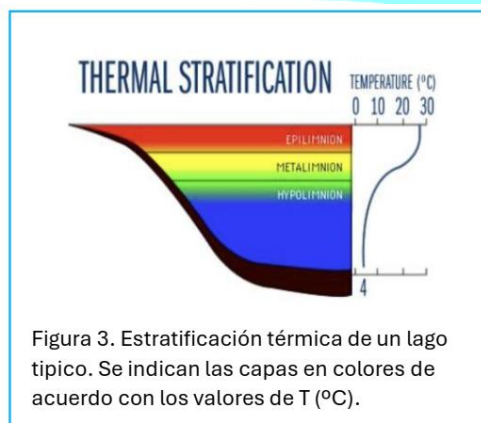 THERMAL STRATIFICATION
TEMPERATURE (ºC)
0 10 20 30
EPILIMNION
METALIMNION
HYPOLIMNION
4
Figura 3. Estratificación térmica de un lago
tipico. Se indican las capas en colores de
acuerdo con los valores de T (ºC).